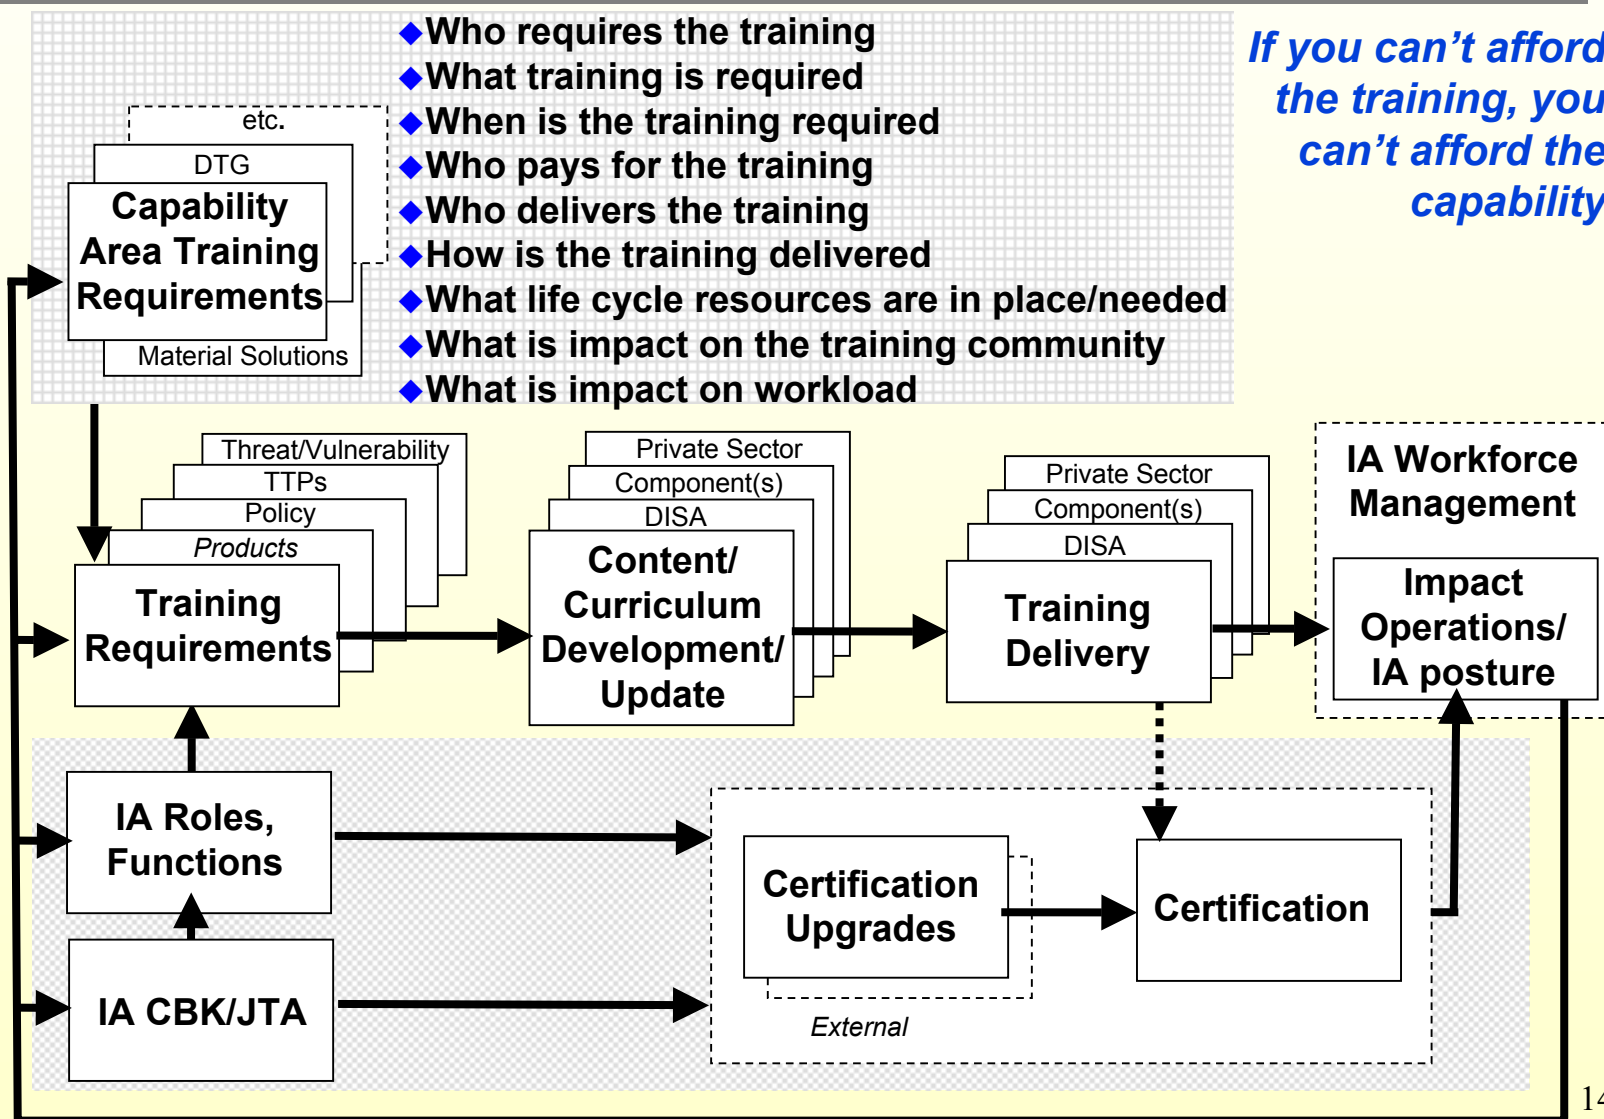 ◆Who requires the training
◆What training is required
◆When is the training required
◆Who pays for the training
◆Who delivers the training
◆How is the training delivered
◆What life cycle resources are in place/needed
◆What is impact on the training community
◆What is impact on workload
If you can't afford
the training, you
can't afford the
capability
etc.
DTG
Capability
Area Training
Requirements
Material Solutions
Threat/Vulnerability
TTPs
Policy
Products
Training
Requirements
Private Sector
Component(s)
DISA
Content/
Curriculum
Development/
Update
Private Sector
Component(s)
DISA
Training
Delivery
IA Workforce
Management
Impact
Operations/
IA posture
IA Roles,
Functions
IA CBK/JTA
Certification
Upgrades
External
Certification
14